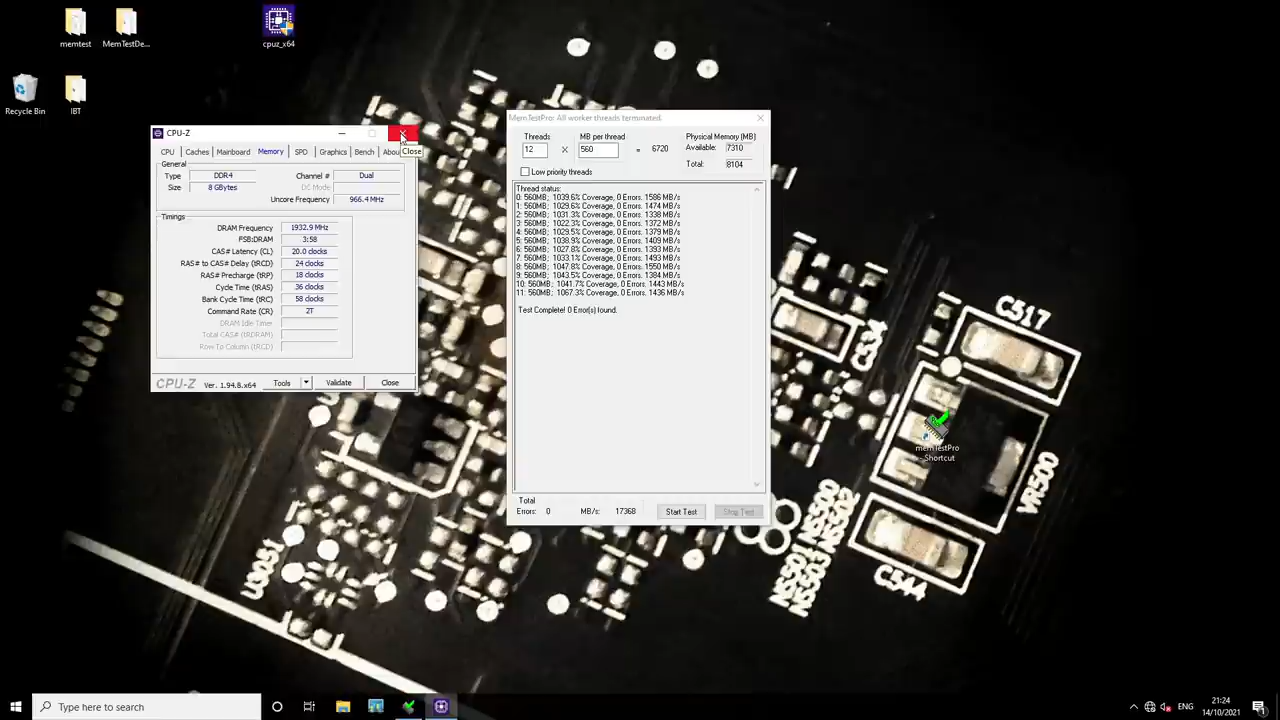 memtest
MemTestDe...
cpuz_x64
Recycle Bin
IBT
CPU-Z
Close
CPU
Caches
Mainboard
Memory
SPD
Graphics
Bench
Abou
General
Type
DDR4
Channel #
Dual
Size
8 GBytes
DC Mode
Uncore Frequency
966.4 MHz
Timings
DRAM Frequency
1932.9 MHz
FSB:DRAM
3:58
CAS# Latency (CL)
20.0 clocks
RAS# to CAS# Delay (tRCD)
24 clocks
RAS# Precharge (tRP)
18 clocks
Cycle Time (tRAS)
36 clocks
Bank Cycle Time (tRC)
58 clocks
Command Rate (CR)
2T
DRAM Idle Timer
Total CAS# (tRDRAM)
Row To Column (tRCD)
CPU-Z
Ver. 1.94.8.x64
Tools
Validate
Close
MemTestPro: All worker threads terminated.
Threads
MB per thread
Physical Memory (MB)
12
X
560
=
6720
Available:
7310
Total:
8104
Low priority threads
Thread status:
0: 560MB; 1039.6% Coverage, 0 Errors. 1586 MB/s
1: 560MB; 1029.6% Coverage, 0 Errors. 1474 MB/s
2: 560MB; 1031.3% Coverage, 0 Errors. 1338 MB/s
3: 560MB; 1022.3% Coverage, 0 Errors. 1372 MB/s
4: 560MB; 1029.5% Coverage, 0 Errors. 1379 MB/s
5: 560MB; 1038.9% Coverage, 0 Errors. 1409 MB/s
6: 560MB; 1027.8% Coverage, 0 Errors. 1393 MB/s
7: 560MB; 1033.1% Coverage, 0 Errors. 1493 MB/s
8: 560MB; 1047.8% Coverage, 0 Errors. 1550 MB/s
9: 560MB; 1043.5% Coverage, 0 Errors. 1384 MB/s
10: 560MB; 1041.7% Coverage, 0 Errors. 1443 MB/s
11: 560MB; 1067.3% Coverage, 0 Errors. 1436 MB/s
Test Complete! 0 Error(s) found.
Total
Errors:
0
MB/s:
17368
Start Test
Stop Test
memTestPro
- Shortcut
C517
C534
VR500
C544
NS500
NS502
NS501
NS503
U3051
Type here to search
ENG
21:24
14/10/2021